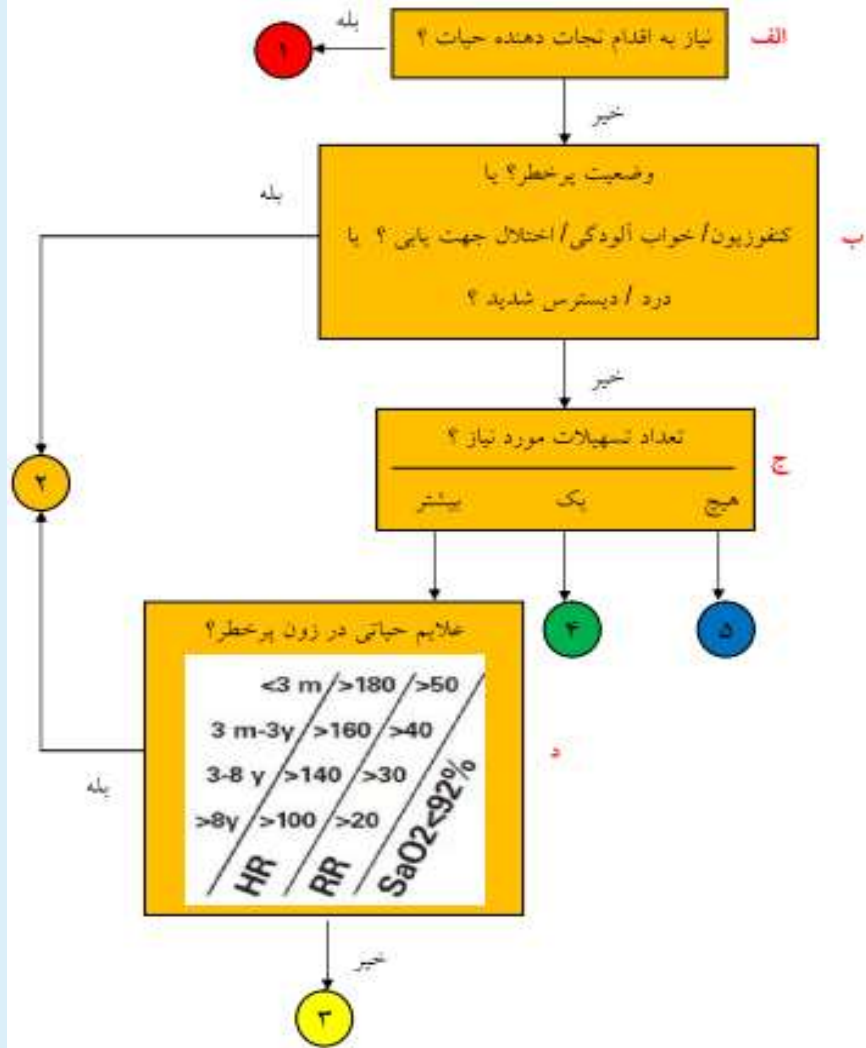 الف
نیاز به اقدام نجات دهنده حیات ؟
بله
۱
خیر
ب
وضعیت پرخطر؟ یا
کنفوزیون/ خواب آلودگی/ اختلال جهت یابی ؟ یا
درد / دیسترس شدید ؟
بله
خیر
ج
تعداد تسهیلات مورد نیاز ؟
هیچ یک بیشتر
۲
۴
۵
د
علایم حیاتی در زون پرخطر؟
<3 m >180 >50
3 m-3y >160 >40
3-8 y >140 >30
>8y >100 >20
HR RR SaO2<92%
بله
خیر
۳